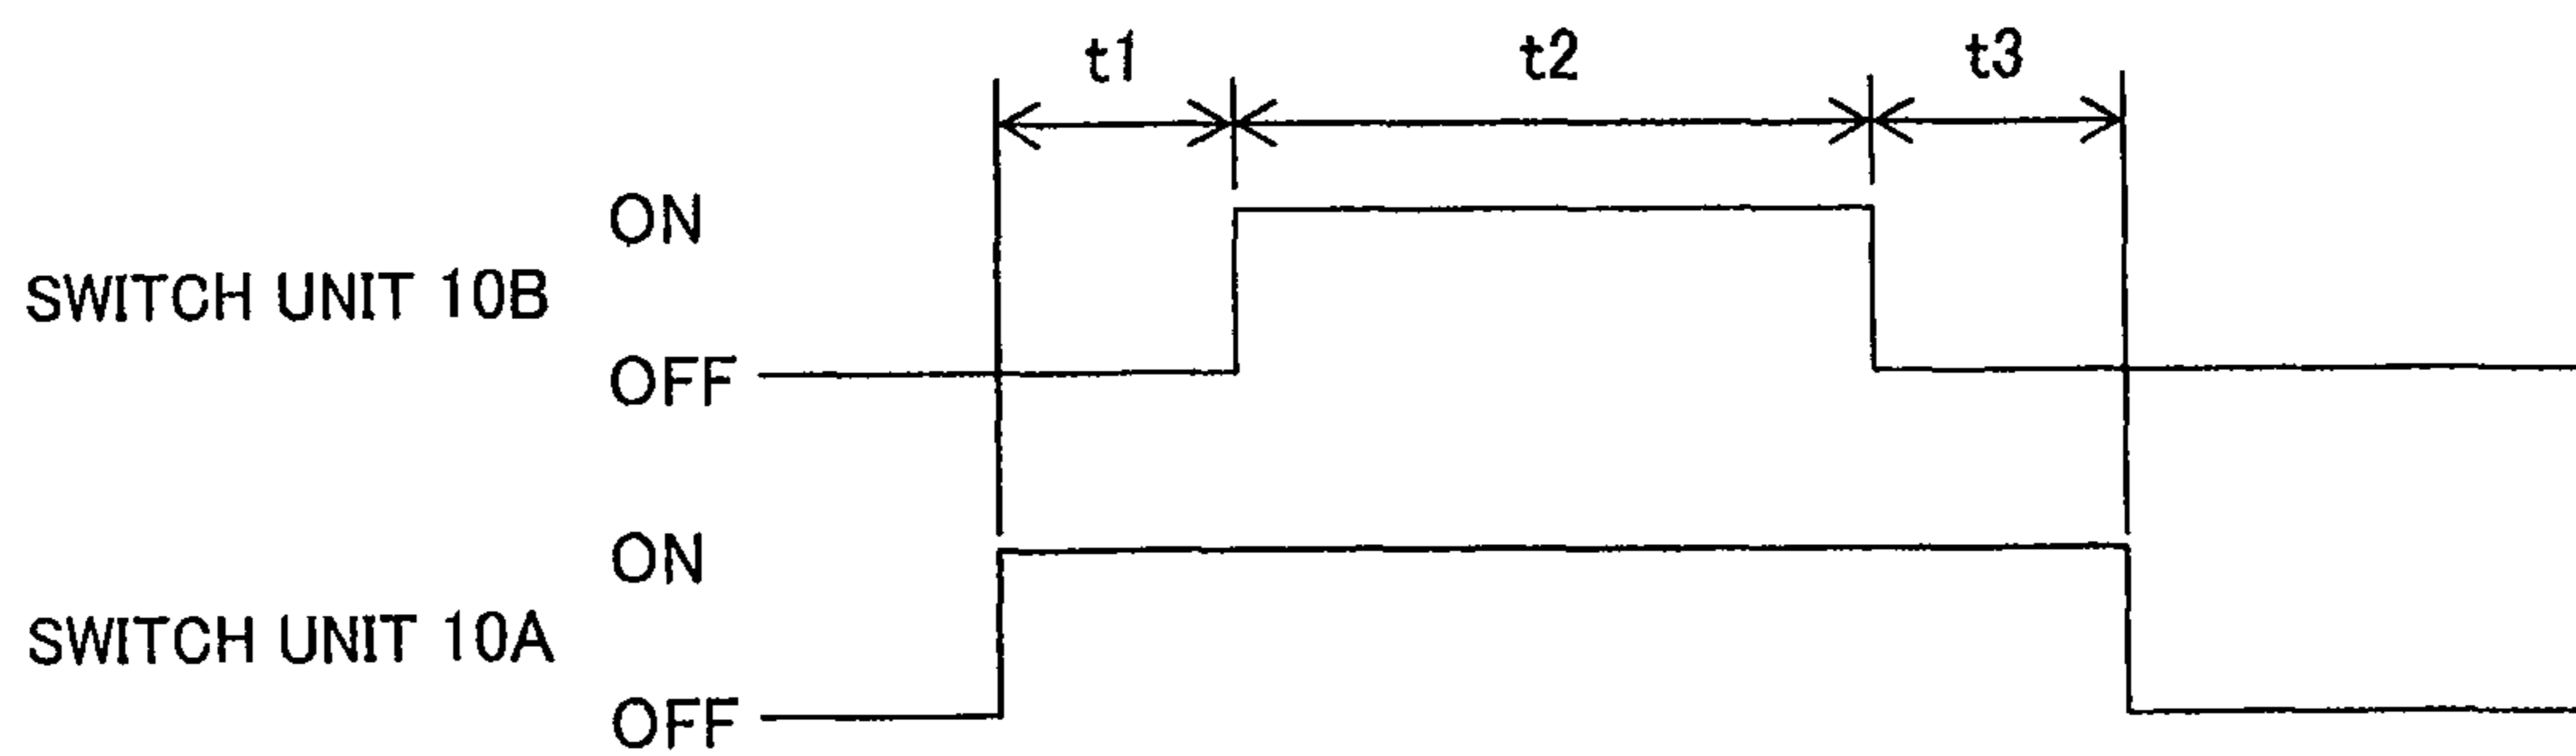 t1 t2 t3
ON
SWITCH UNIT 10B
OFF
ON
SWITCH UNIT 10A
OFF